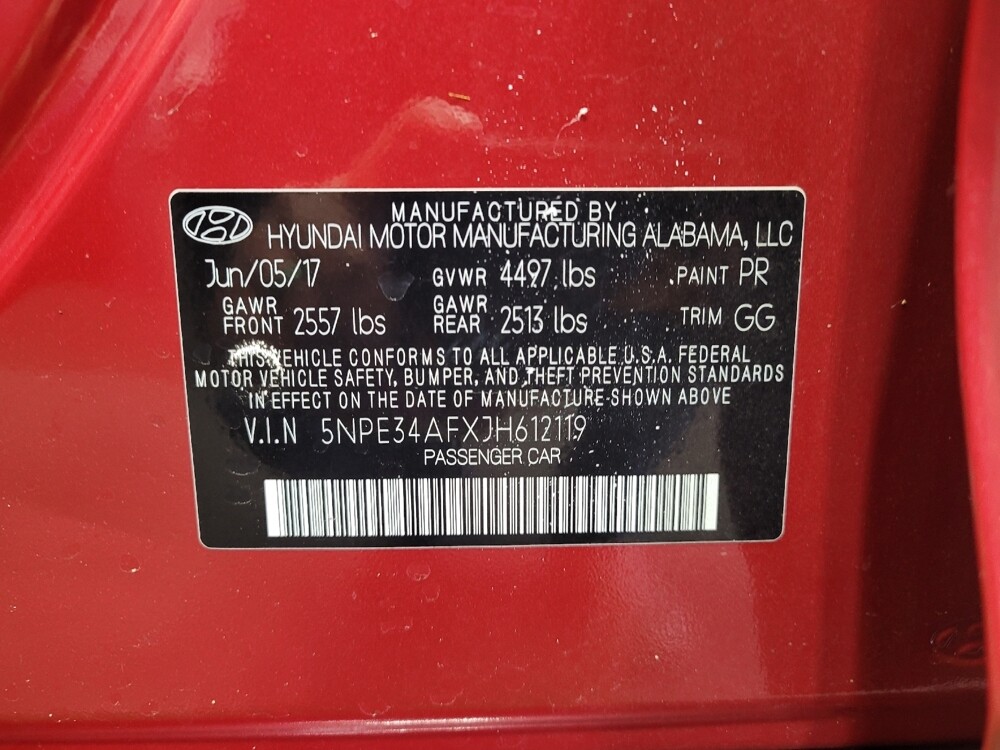 MANUFACTURED BY
HYUNDAI MOTOR MANUFACTURING ALABAMA, LLC
Jun/05/17 GVWR 4497 lbs .PAINT PR
GAWR FRONT 2557 lbs GAWR REAR 2513 lbs TRIM GG
THIS VEHICLE CONFORMS TO ALL APPLICABLE U.S.A. FEDERAL
MOTOR VEHICLE SAFETY, BUMPER, AND THEFT PREVENTION STANDARDS
IN EFFECT ON THE DATE OF MANUFACTURE SHOWN ABOVE
V.I.N 5NPE34AFXJH612119
PASSENGER CAR